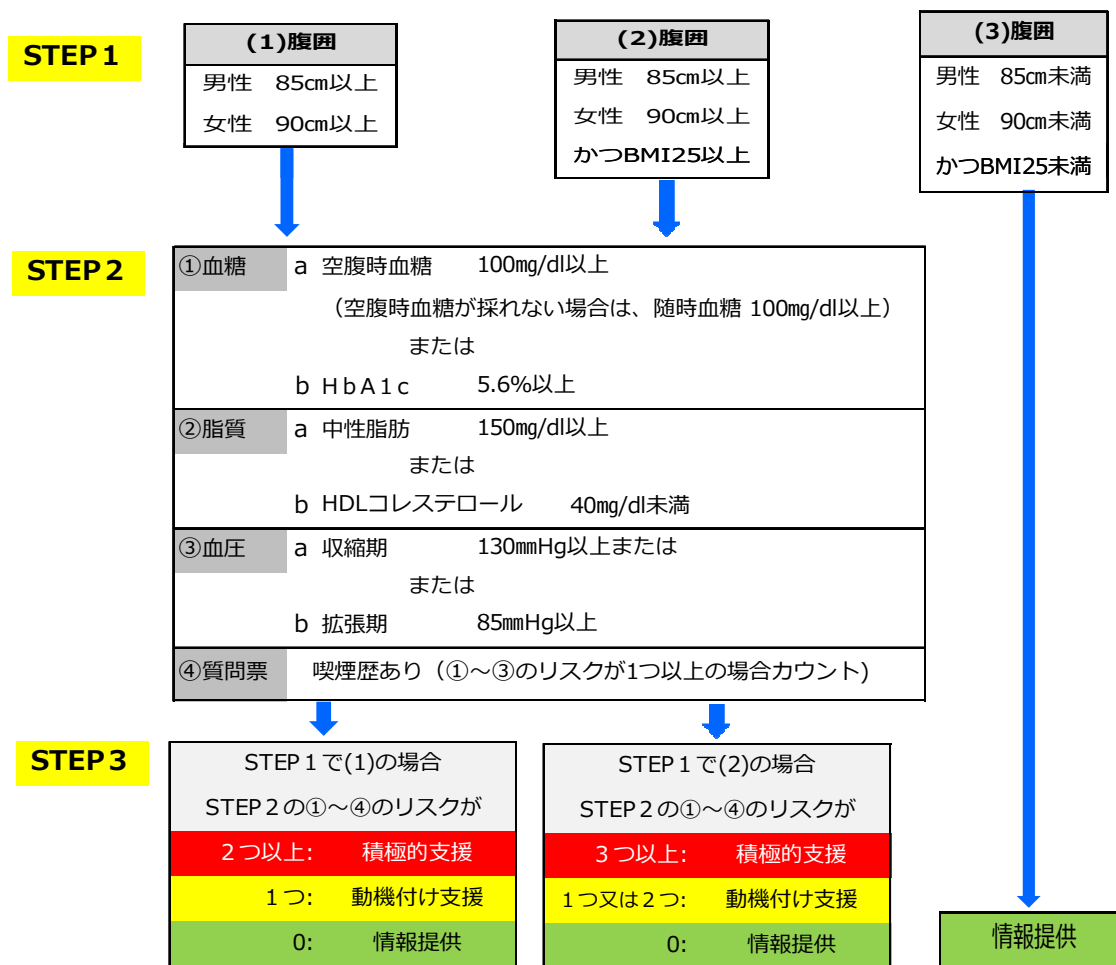 STEP１
(1)腹囲
男性　85㎝以上
女性　90㎝以上
(2)腹囲
男性　85㎝以上
女性　90㎝以上
かつBMI25以上
(3)腹囲
男性　85㎝未満
女性　90㎝未満
かつBMI25未満
STEP２
①血糖　a 空腹時血糖　100㎎/dl以上
（空腹時血糖が採れない場合は、随時血糖 100㎎/dl以上）
または
b ＨｂＡ１ｃ　5.6%以上
②脂質　a 中性脂肪　150㎎/dl以上
または
b HDLコレステロール　40㎎/dl未満
③血圧　a 収縮期　130㎜Hg以上または
または
b 拡張期　85㎜Hg以上
④質問票　喫煙歴あり（①～③のリスクが1つ以上の場合カウント)
STEP３
STEP１で(1)の場合
STEP２の①～④のリスクが
２つ以上:　積極的支援
１つ:　動機付け支援
0:　情報提供
STEP１で(2)の場合
STEP２の①～④のリスクが
３つ以上:　積極的支援
１つ又は２つ:　動機付け支援
0:　情報提供
情報提供